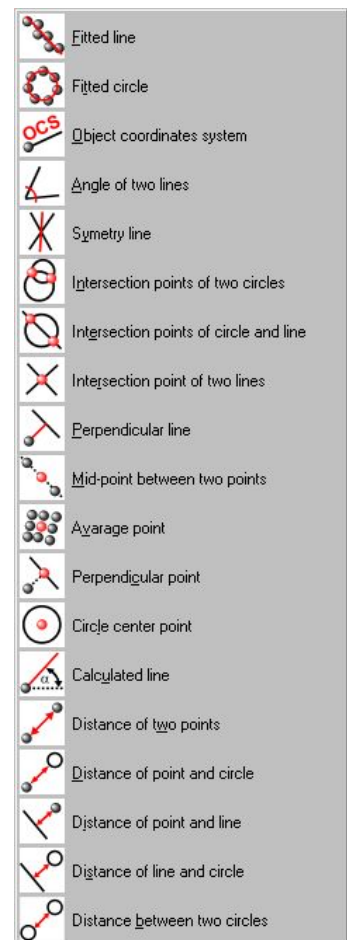 Fitted line
Fitted circle
OCS
Object coordinates system
Angle of two lines
Symetry line
Intersection points of two circles
Intersection points of circle and line
Intersection point of two lines
Perpendicular line
Mid-point between two points
Avarage point
Perpendicular point
Circle center point
α
Calculated line
Distance of two points
Distance of point and circle
Distance of point and line
Distance of line and circle
Distance between two circles